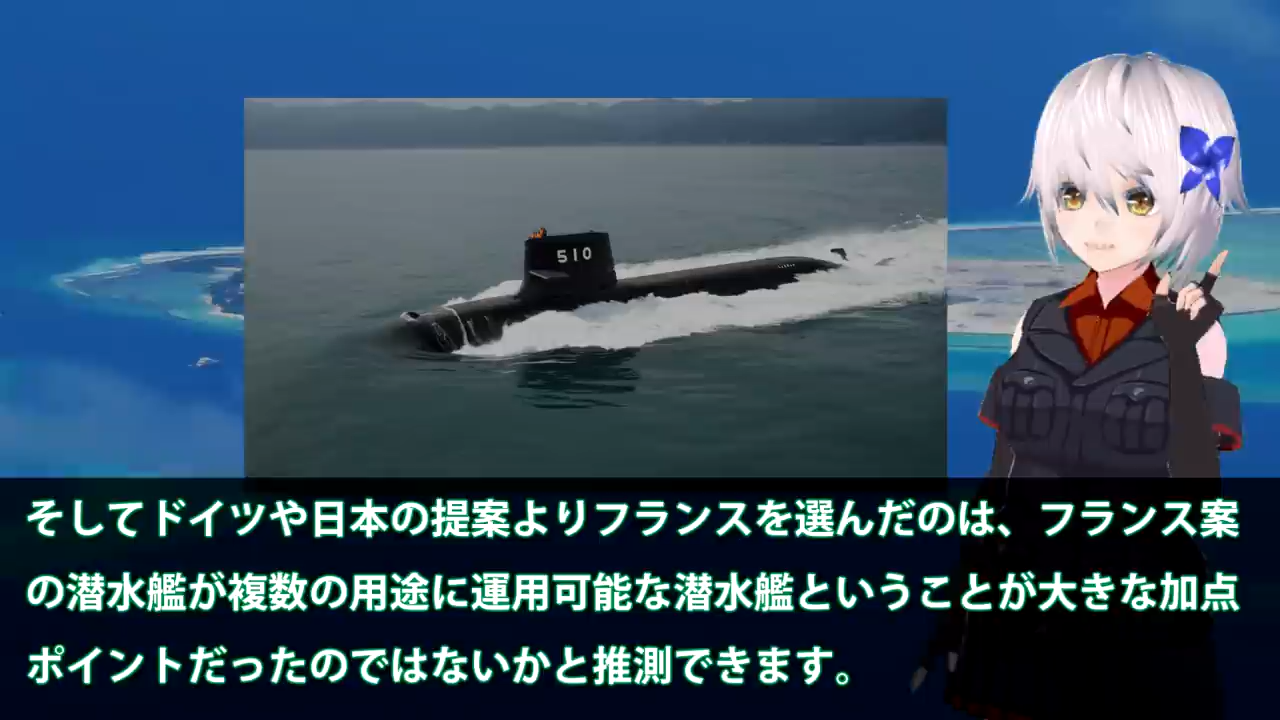 510
そしてドイツや日本の提案よりフランスを選んだのは、フランス案
の潜水艦が複数の用途に運用可能な潜水艦ということが大きな加点
ポイントだったのではないかと推測できます。